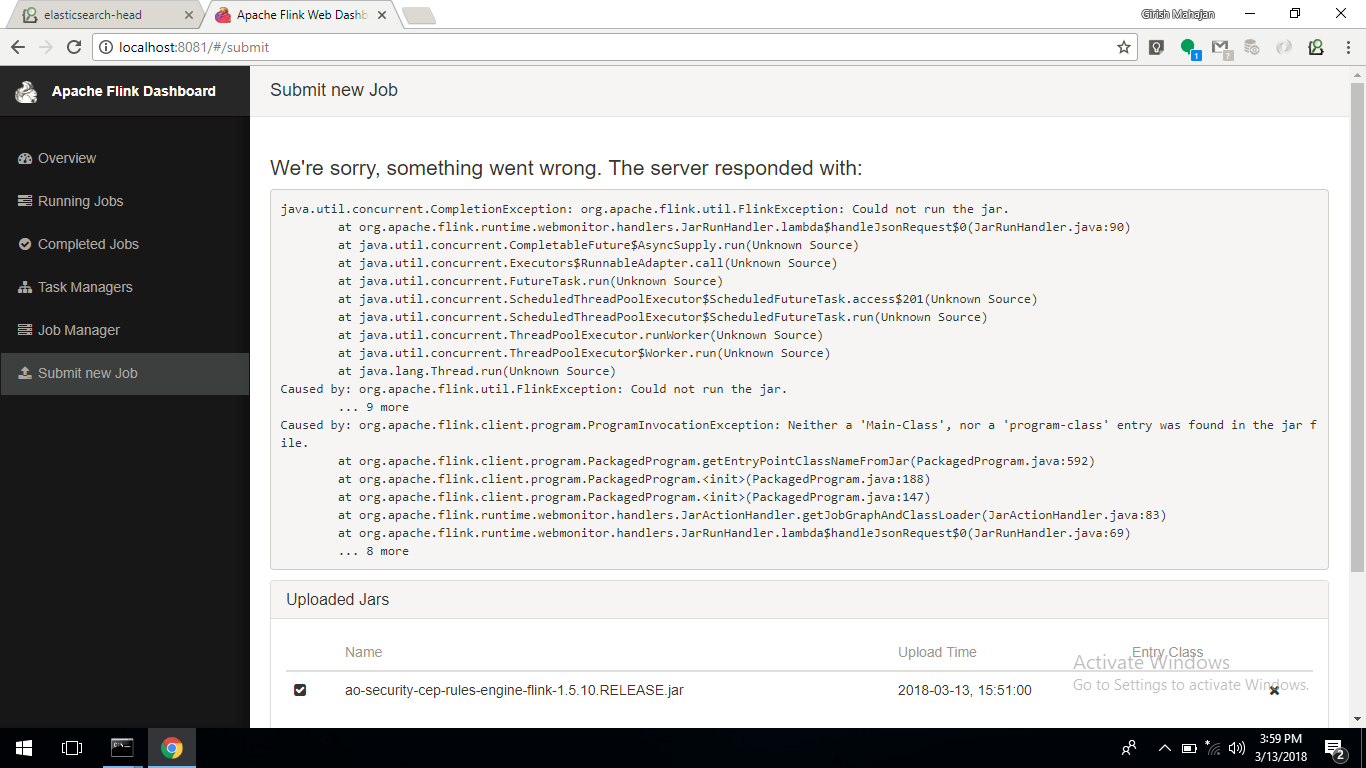 elasticsearch-head
Apache Flink Web Dashb
Girish Mahajan
localhost:8081/#/submit
1
?
Apache Flink Dashboard
Submit new Job
Overview
Running Jobs
Completed Jobs
Task Managers
Job Manager
Submit new Job
We're sorry, something went wrong. The server responded with:
java.util.concurrent.CompletionException: org.apache.flink.util.FlinkException: Could not run the jar.
at org.apache.flink.runtime.webmonitor.handlers.JarRunHandler.lambda$handleJsonRequest$0(JarRunHandler.java:90)
at java.util.concurrent.CompletableFuture$AsyncSupply.run(Unknown Source)
at java.util.concurrent.Executors$RunnableAdapter.call(Unknown Source)
at java.util.concurrent.FutureTask.run(Unknown Source)
at java.util.concurrent.ScheduledThreadPoolExecutor$ScheduledFutureTask.access$201(Unknown Source)
at java.util.concurrent.ScheduledThreadPoolExecutor$ScheduledFutureTask.run(Unknown Source)
at java.util.concurrent.ThreadPoolExecutor.runWorker(Unknown Source)
at java.util.concurrent.ThreadPoolExecutor$Worker.run(Unknown Source)
at java.lang.Thread.run(Unknown Source)
Caused by: org.apache.flink.util.FlinkException: Could not run the jar.
... 9 more
Caused by: org.apache.flink.client.program.ProgramInvocationException: Neither a 'Main-Class', nor a 'program-class' entry was found in the jar f
ile.
at org.apache.flink.client.program.PackagedProgram.getEntryPointClassNameFromJar(PackagedProgram.java:592)
at org.apache.flink.client.program.PackagedProgram.<init>(PackagedProgram.java:188)
at org.apache.flink.client.program.PackagedProgram.<init>(PackagedProgram.java:147)
at org.apache.flink.runtime.webmonitor.handlers.JarActionHandler.getJobGraphAndClassLoader(JarActionHandler.java:83)
at org.apache.flink.runtime.webmonitor.handlers.JarRunHandler.lambda$handleJsonRequest$0(JarRunHandler.java:69)
... 8 more
Uploaded Jars
Name Upload Time Entry Class
Activate Windows
ao-security-cep-rules-engine-flink-1.5.10.RELEASE.jar 2018-03-13, 15:51:00
Go to Settings to activate Windows.
3:59 PM
3/13/2018
2